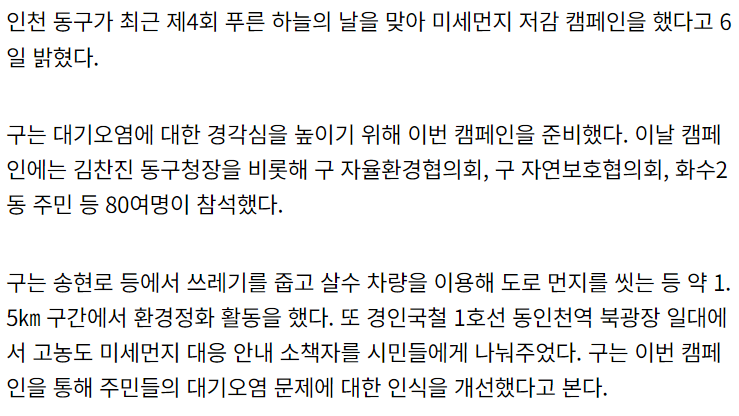 인천 동구가 최근 제4회 푸른 하늘의 날을 맞아 미세먼지 저감 캠페인을 했다고 6
일 밝혔다.
구는 대기오염에 대한 경각심을 높이기 위해 이번 캠페인을 준비했다. 이날 캠페
인에는 김찬진 동구청장을 비롯해 구 자율환경협의회, 구 자연보호협의회, 화수2
동 주민 등 80여명이 참석했다.
구는 송현로 등에서 쓰레기를 줍고 살수 차량을 이용해 도로 먼지를 씻는 등 약 1.
5㎞ 구간에서 환경정화 활동을 했다. 또 경인국철 1호선 동인천역 북광장 일대에
서 고농도 미세먼지 대응 안내 소책자를 시민들에게 나눠주었다. 구는 이번 캠페
인을 통해 주민들의 대기오염 문제에 대한 인식을 개선했다고 본다.